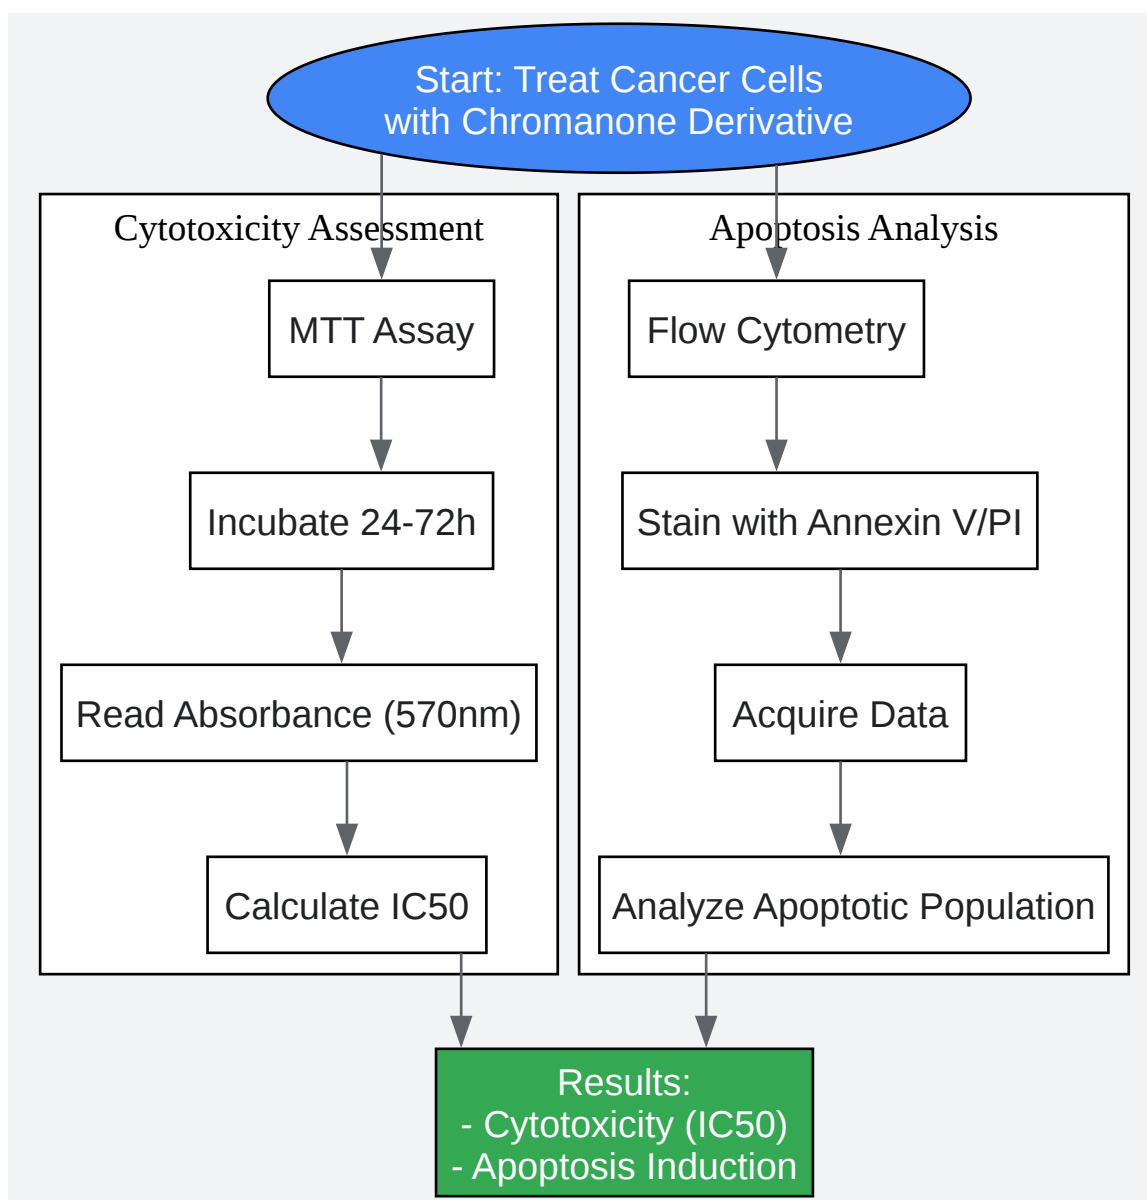 Start: Treat Cancer Cells
with Chromanone Derivative
Cytotoxicity Assessment
MTT Assay
Incubate 24-72h
Read Absorbance (570nm)
Calculate IC50
Apoptosis Analysis
Flow Cytometry
Stain with Annexin V/PI
Acquire Data
Analyze Apoptotic Population
Results:
- Cytotoxicity (IC50)
- Apoptosis Induction